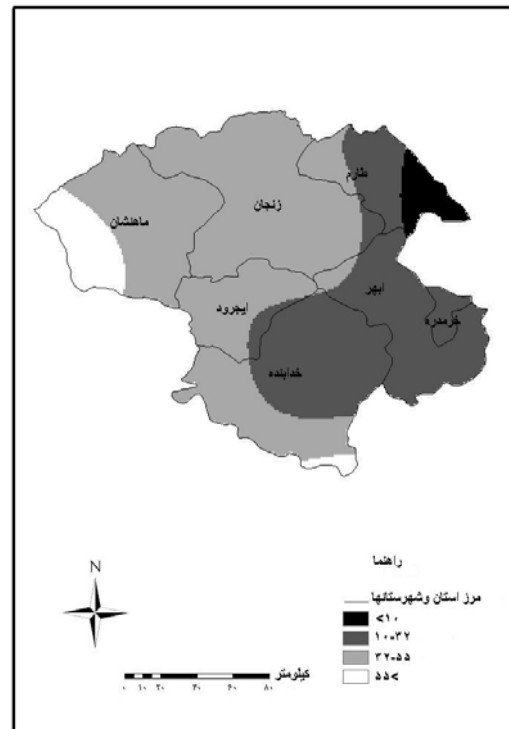 طارم
زنجان
ماهنشان
ابهر
ایجرود
خرمدره
خدابنده
راهنما
N
مرز استان وشهرستانها
<۱۰
۱۰-۳۲
۳۲-۵۵
۵۵<
کیلومتر
۰ ۱۰ ۲۰ ۴۰ ۶۰ ۸۰